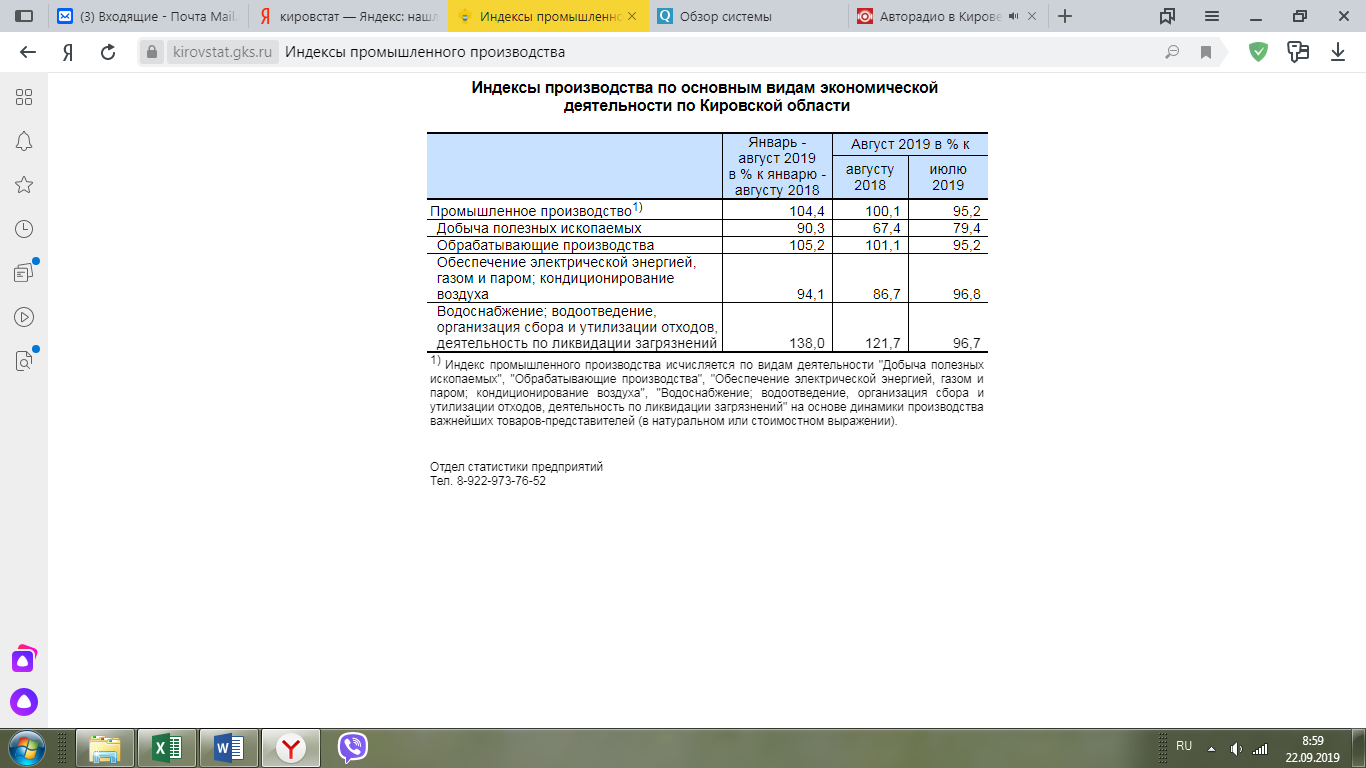 (3) Входящие - Почта Mail.
кировстат — Яндекс: нашл
Индексы промышленно
Обзор системы
Авторадио в Кирове
kirovstat.gks.ru Индексы промышленного производства
Индексы производства по основным видам экономической
деятельности по Кировской области
Январь -
август 2019
в % к январю -
августу 2018
Август 2019 в % к
августу
2018
июлю
2019
Промышленное производство1) 104,4 100,1 95,2
Добыча полезных ископаемых 90,3 67,4 79,4
Обрабатывающие производства 105,2 101,1 95,2
Обеспечение электрической энергией,
газом и паром; кондиционирование
воздуха 94,1 86,7 96,8
Водоснабжение; водоотведение,
организация сбора и утилизации отходов,
деятельность по ликвидации загрязнений 138,0 121,7 96,7
1) Индекс промышленного производства исчисляется по видам деятельности "Добыча полезных
ископаемых", "Обрабатывающие производства", "Обеспечение электрической энергией, газом и
паром; кондиционирование воздуха", "Водоснабжение; водоотведение, организация сбора и
утилизации отходов, деятельность по ликвидации загрязнений" на основе динамики производства
важнейших товаров-представителей (в натуральном или стоимостном выражении).
Отдел статистики предприятий
Тел. 8-922-973-76-52
RU
8:59
22.09.2019